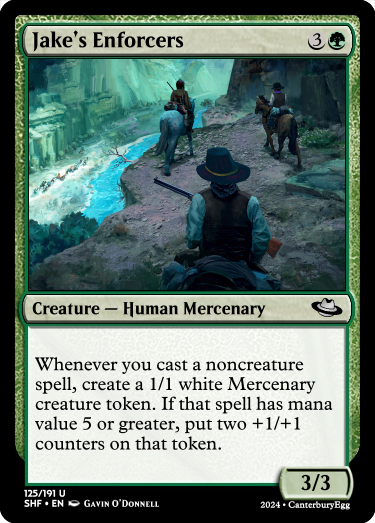 Jake's Enforcers 3
Creature — Human Mercenary
Whenever you cast a noncreature
spell, create a 1/1 white Mercenary
creature token. If that spell has mana
value 5 or greater, put two +1/+1
counters on that token.
3/3
125/191 U
SHF • EN Gavin O'Donnell
2024 • CanterburyEgg